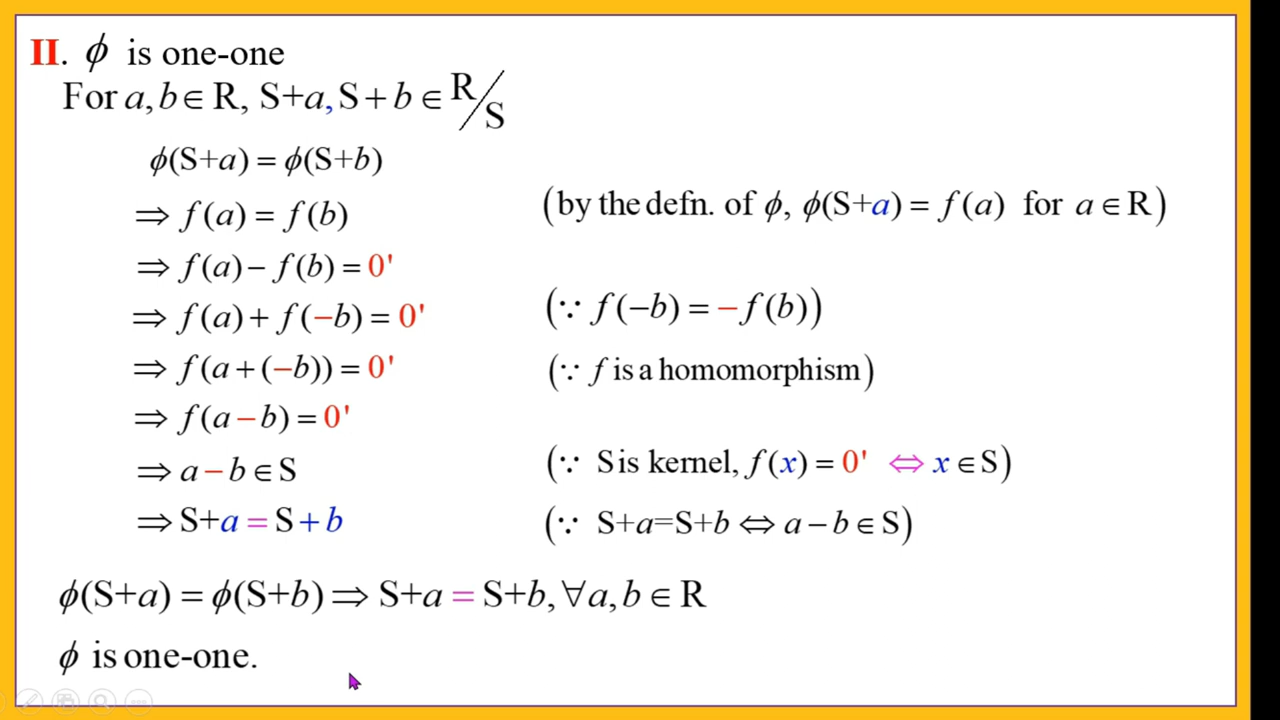 II. ϕ is one-one
For a, b ∈ R, S+a, S + b ∈ R/S
ϕ(S+a) = ϕ(S+b)
⇒ f(a) = f(b) (by the defn. of ϕ, ϕ(S+a) = f(a) for a ∈ R)
⇒ f(a) − f(b) = 0'
⇒ f(a) + f(−b) = 0' (∵ f(−b) = − f(b))
⇒ f(a + (−b)) = 0' (∵ f is a homomorphism)
⇒ f(a − b) = 0'
⇒ a − b ∈ S (∵ S is kernel, f(x) = 0' ⇔ x ∈ S)
⇒ S+a = S + b (∵ S+a=S+b ⇔ a − b ∈ S)
ϕ(S+a) = ϕ(S+b) ⇒ S+a = S+b, ∀a, b ∈ R
ϕ is one-one.